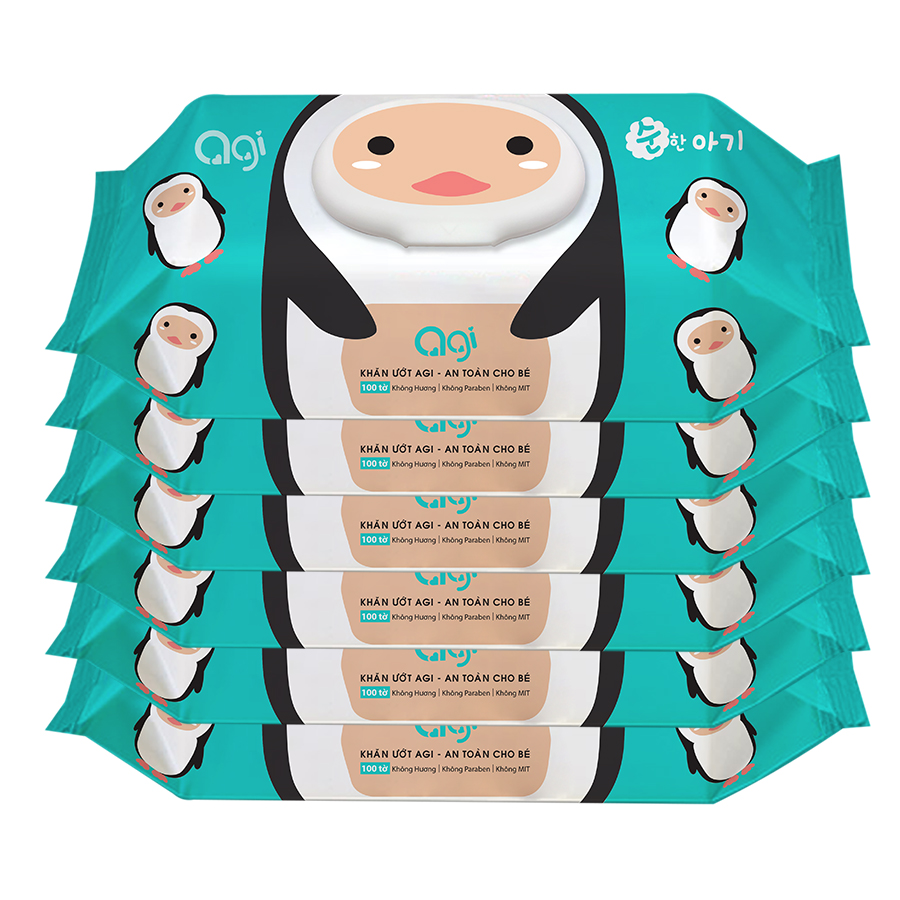 agi
순한 아기
agi
KHĂN ƯỚT AGI - AN TOÀN CHO BÉ
100 tờ Không Hương | Không Paraben | Không MIT
agi
KHĂN ƯỚT AGI - AN TOÀN CHO BÉ
100 tờ Không Hương | Không Paraben | Không MIT
agi
KHĂN ƯỚT AGI - AN TOÀN CHO BÉ
100 tờ Không Hương | Không Paraben | Không MIT
agi
KHĂN ƯỚT AGI - AN TOÀN CHO BÉ
100 tờ Không Hương | Không Paraben | Không MIT
agi
KHĂN ƯỚT AGI - AN TOÀN CHO BÉ
100 tờ Không Hương | Không Paraben | Không MIT
agi
KHĂN ƯỚT AGI - AN TOÀN CHO BÉ
100 tờ Không Hương | Không Paraben | Không MIT